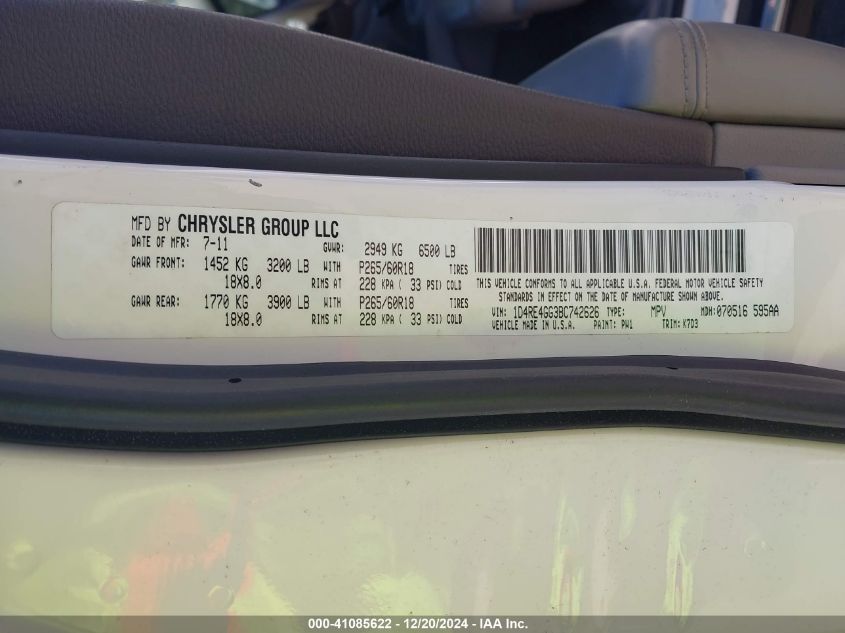 MFD BY CHRYSLER GROUP LLC
DATE OF MFR: 7-11 GVWR: 2949 KG 6500 LB
GAWR FRONT: 1452 KG 3200 LB WITH P265/60R18 TIRES
18X8.0 RIMS AT 228 KPA ( 33 PSI) COLD
GAWR REAR: 1770 KG 3900 LB WITH P265/60R18 TIRES
18X8.0 RIMS AT 228 KPA ( 33 PSI) COLD
THIS VEHICLE CONFORMS TO ALL APPLICABLE U.S.A. FEDERAL MOTOR VEHICLE SAFETY
STANDARDS IN EFFECT ON THE DATE OF MANUFACTURE SHOWN ABOVE.
VIN: 1D4RE4GG3BC742626 TYPE: MPV MDH:070516 595AA
VEHICLE MADE IN U.S.A. PAINT: PW1 TRIM: K7D3
000-41085622 - 12/20/2024 - IAA Inc.